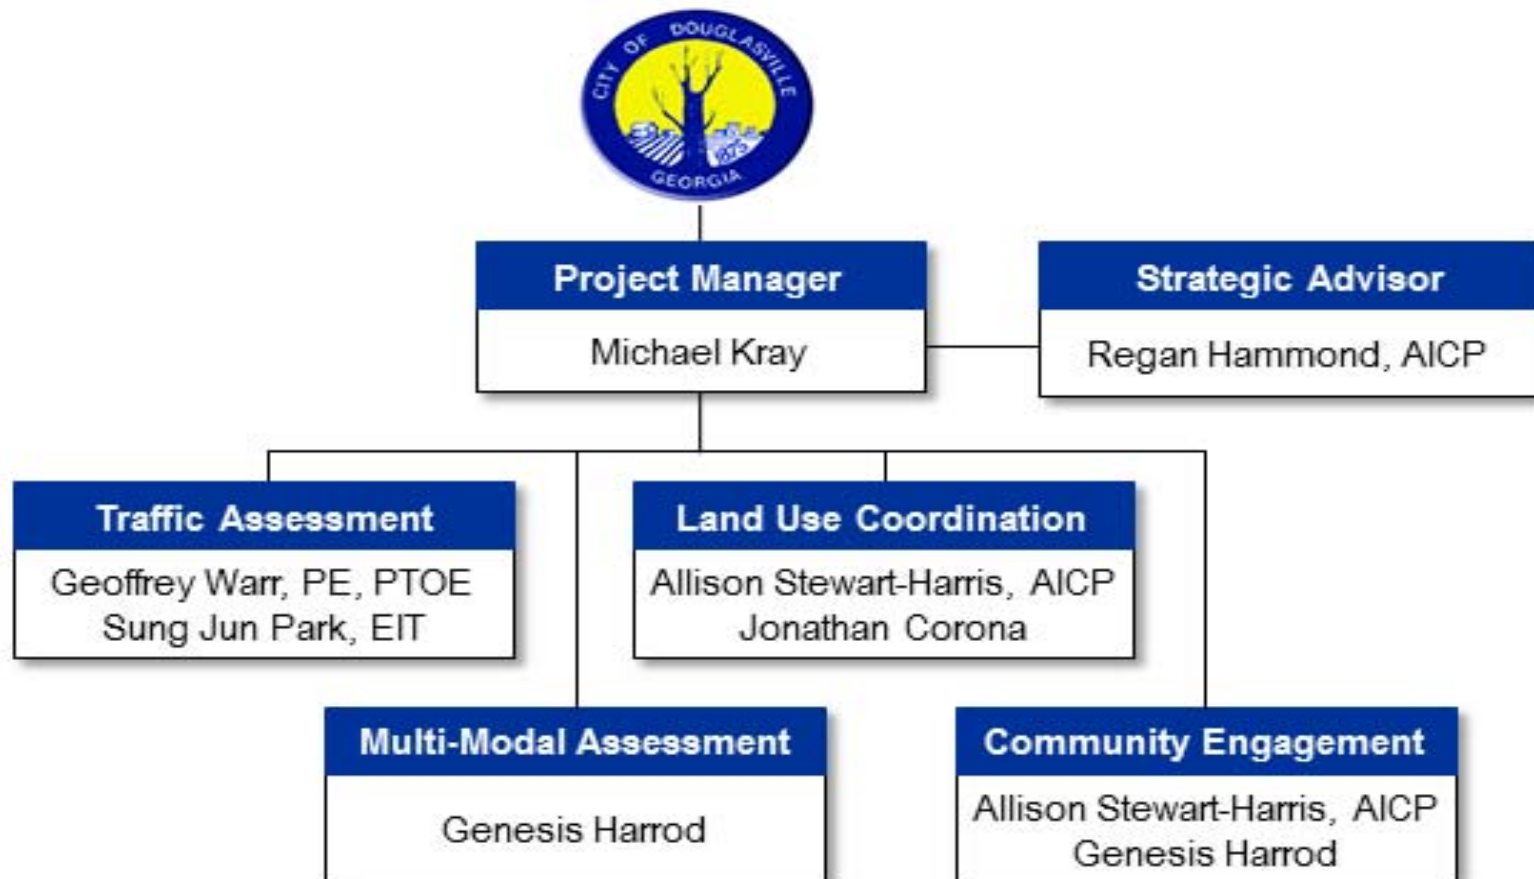 CITY OF DOUGLASVILLE
1875
GEORGIA
Project Manager
Michael Kray
Strategic Advisor
Regan Hammond, AICP
Traffic Assessment
Geoffrey Warr, PE, PTOE
Sung Jun Park, EIT
Land Use Coordination
Allison Stewart-Harris, AICP
Jonathan Corona
Multi-Modal Assessment
Genesis Harrod
Community Engagement
Allison Stewart-Harris, AICP
Genesis Harrod